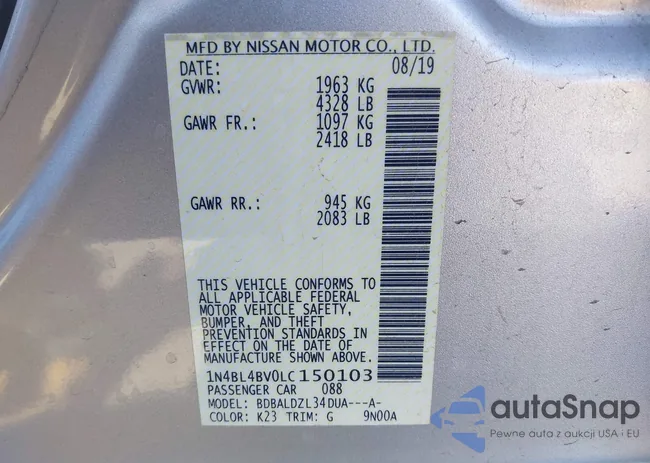 MFD BY NISSAN MOTOR CO., LTD.
DATE: 08/19
GVWR: 1963 KG
4328 LB
GAWR FR.: 1097 KG
2418 LB
GAWR RR.: 945 KG
2083 LB
THIS VEHICLE CONFORMS TO
ALL APPLICABLE FEDERAL
MOTOR VEHICLE SAFETY,
BUMPER, AND THEFT
PREVENTION STANDARDS IN
EFFECT ON THE DATE OF
MANUFACTURE SHOWN ABOVE.
1N4BL4BV0LC150103
PASSENGER CAR 088
MODEL: BDBALDZL34DUA---A-
COLOR: K23 TRIM: G 9N00A
autoSnap
Pewne auta z aukcji USA i EU